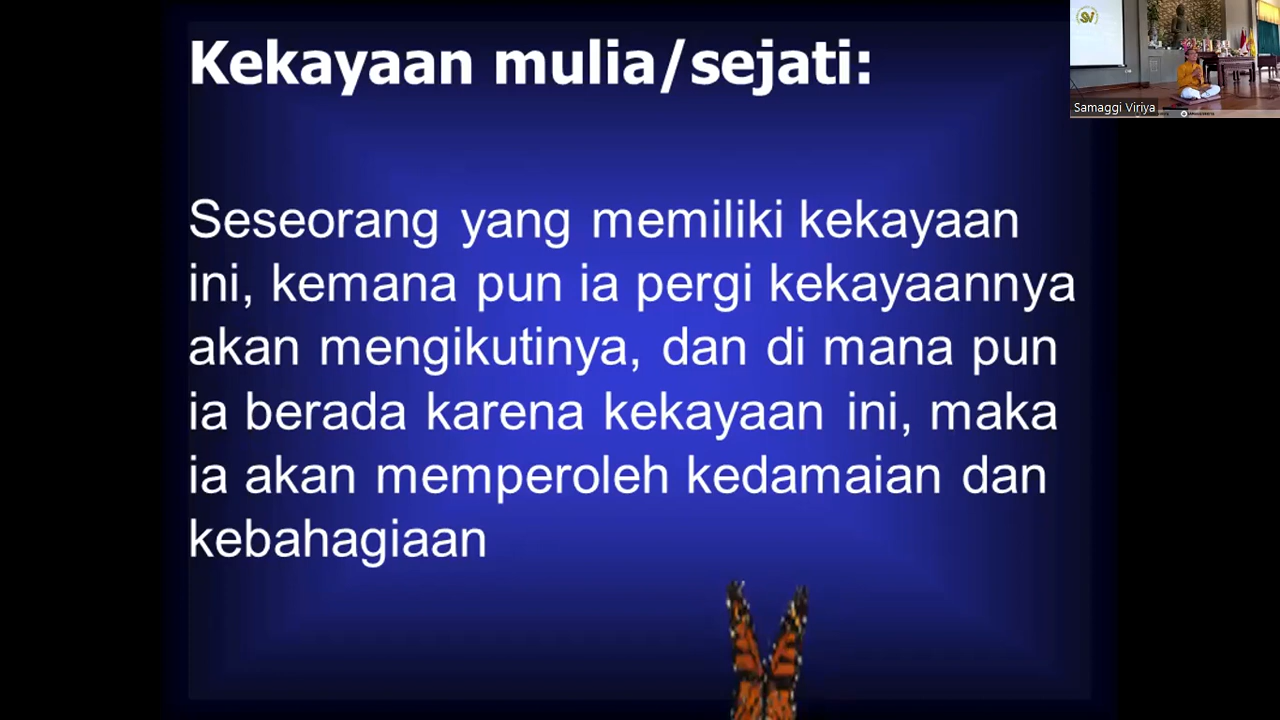 Kekayaan mulia/sejati:
Seseorang yang memiliki kekayaan
ini, kemana pun ia pergi kekayaannya
akan mengikutinya, dan di mana pun
ia berada karena kekayaan ini, maka
ia akan memperoleh kedamaian dan
kebahagiaan
SV
Samaggi Viriya